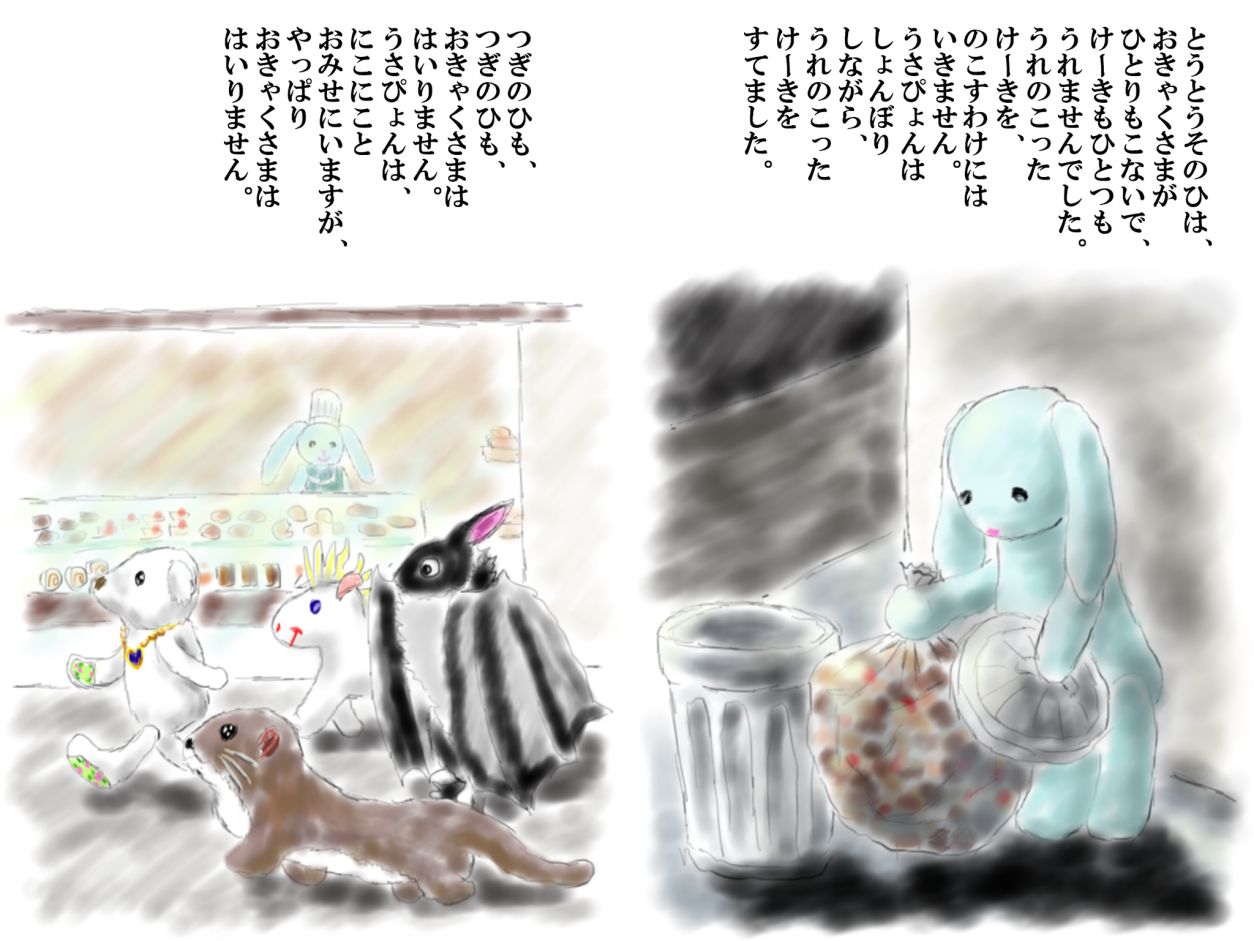 とうとうそのひは、
おきゃくさまが
ひとりもこないで、
けーきもひとつも
うれませんでした。
うれのこった
けーきを、
のこすわけには
いきません。
うさぴょんは
しょんぼり
しながら、
うれのこった
けーきを
すてました。
つぎのひも、
つぎのひも、
おきゃくさまは
はいりません。
うさぴょんは、
にこにこと
おみせにいますが、
やっぱり
おきゃくさまは
はいりません。